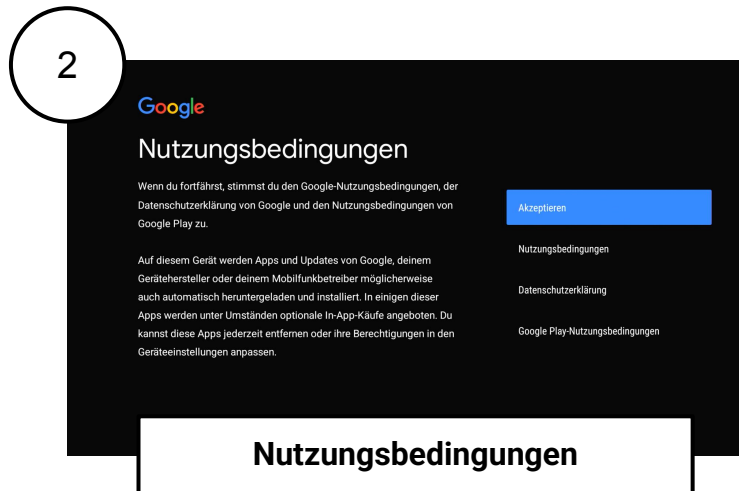 2
Google
Nutzungsbedingungen
Wenn du fortfährst, stimmst du den Google-Nutzungsbedingungen, der
Datenschutzerklärung von Google und den Nutzungsbedingungen von
Google Play zu.
Auf diesem Gerät werden Apps und Updates von Google, deinem
Gerätehersteller oder deinem Mobilfunkbetreiber möglicherweise
auch automatisch heruntergeladen und installiert. In einigen dieser
Apps werden unter Umständen optionale In-App-Käufe angeboten. Du
kannst diese Apps jederzeit entfernen oder ihre Berechtigungen in den
Geräteeinstellungen anpassen.
Akzeptieren
Nutzungsbedingungen
Datenschutzerklärung
Google Play-Nutzungsbedingungen
Nutzungsbedingungen